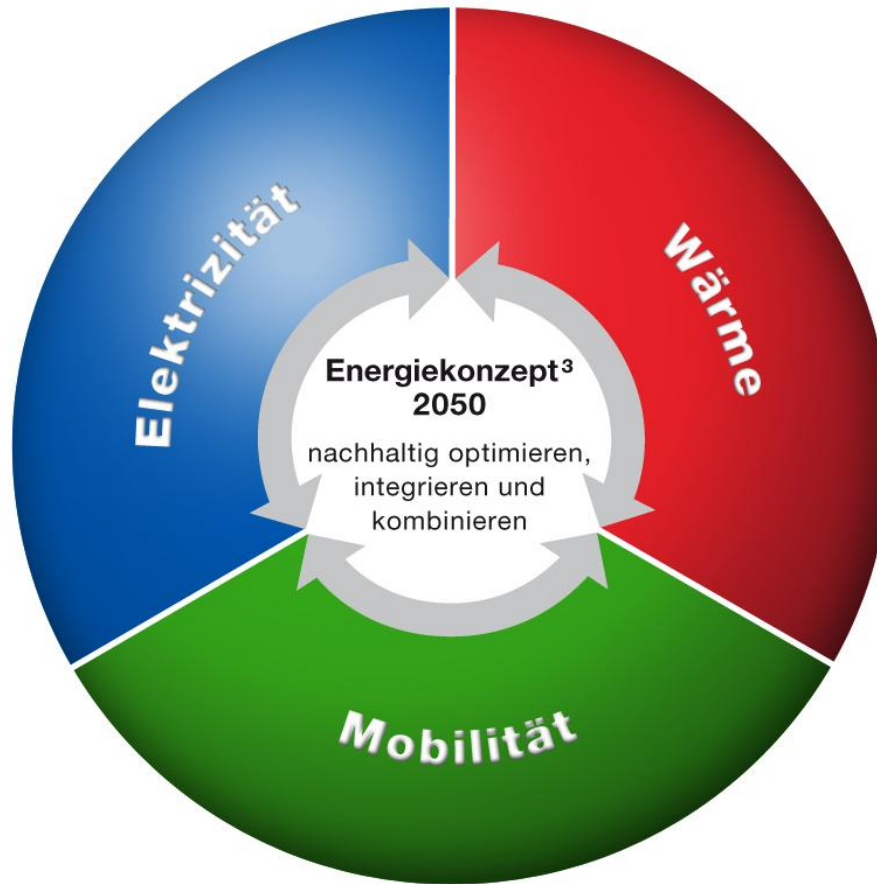 Elektrizität
Wärme
Energiekonzept³
2050
nachhaltig optimieren,
integrieren und
kombinieren
Mobilität